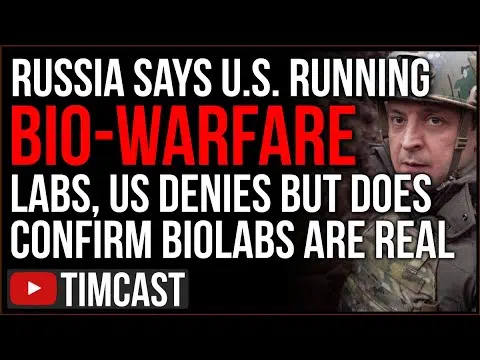 RUSSIA SAYS U.S. RUNNING
BIO-WARFARE
LABS, US DENIES BUT DOES
CONFIRM BIOLABS ARE REAL
TIMCAST